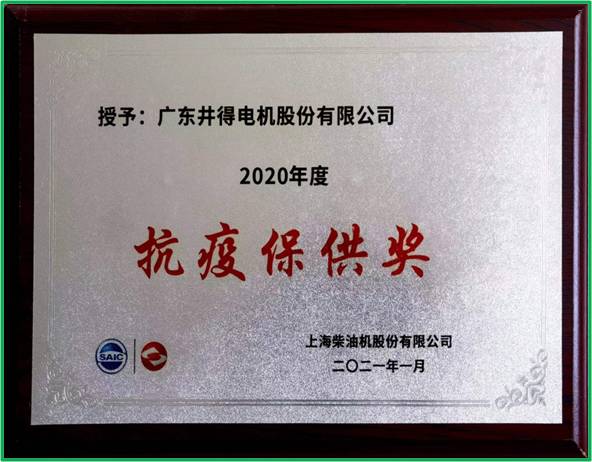 授予：广东井得电机股份有限公司
2020年度
抗疫保供奖
SAIC
上海柴油机股份有限公司
二〇二一年一月